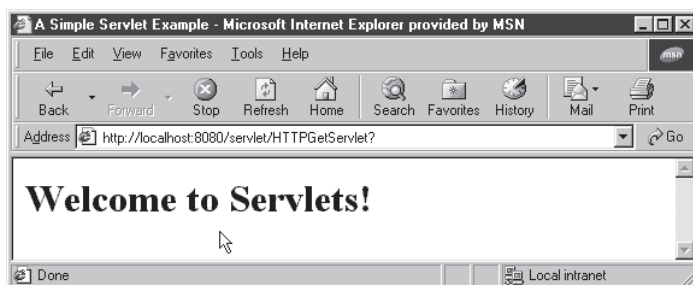 A Simple Servlet Example - Microsoft Internet Explorer provided by MSN
File Edit View Favorites Tools Help
msn
Back Forward Stop Refresh Home Search Favorites History Mail Print
Address http://localhost:8080/servlet/HTTPGetServlet? Go
Welcome to Servlets!
Done Local intranet